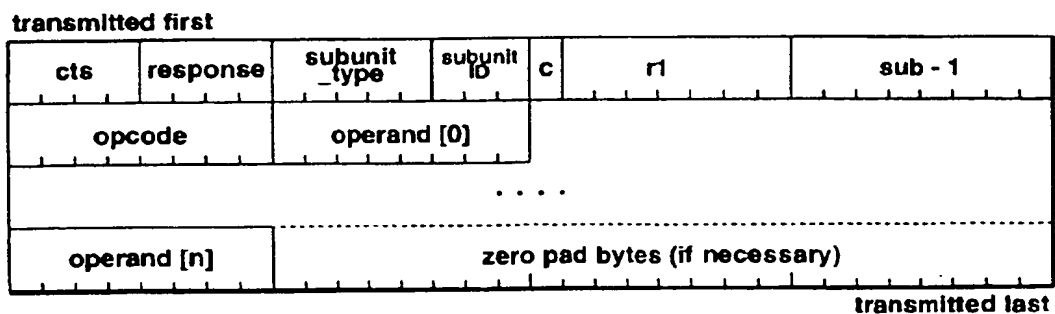 transmitted first
cts response subunit _type subunit ID c r1 sub - 1
opcode operand [0]
. . . .
operand [n] zero pad bytes (if necessary)
transmitted last